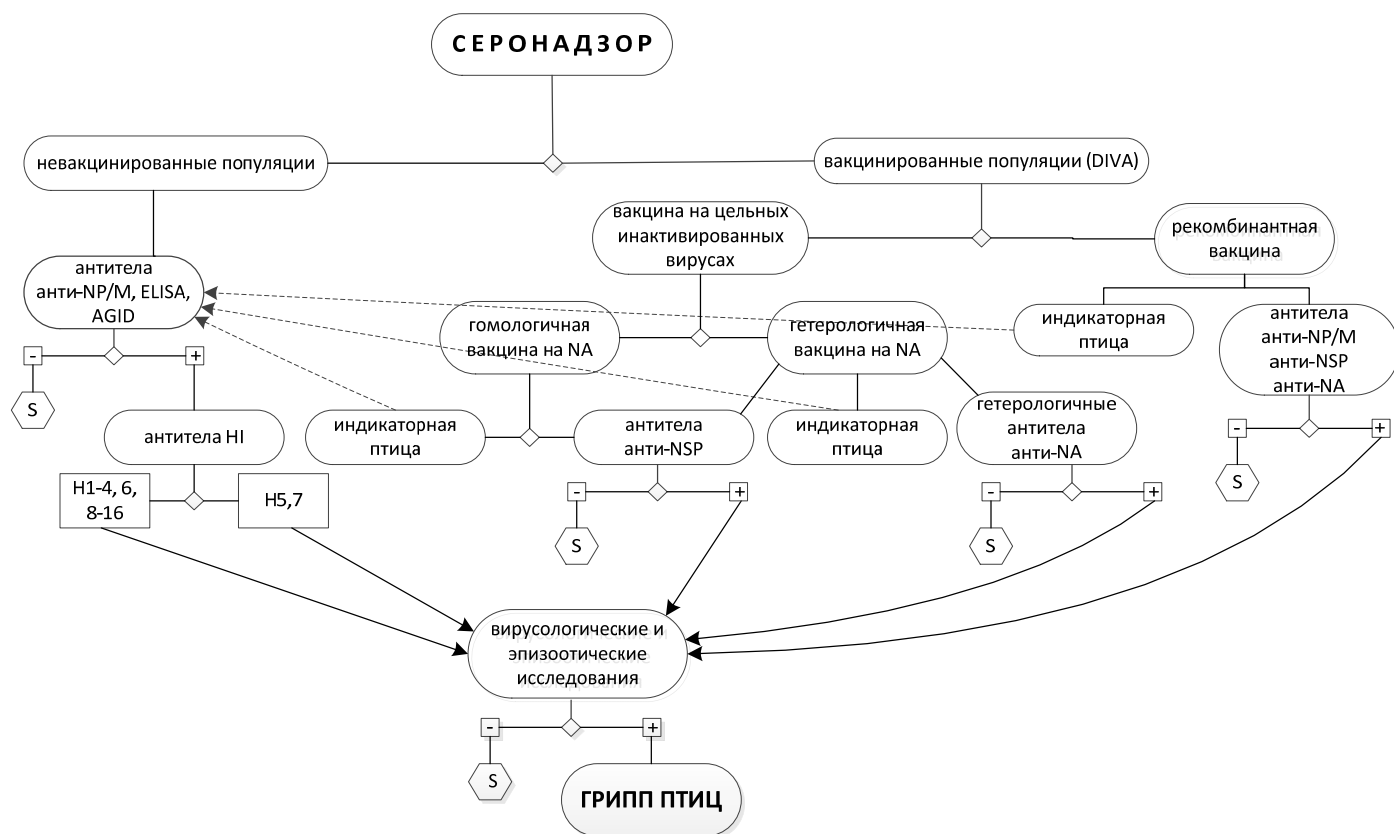 СЕРОНАДЗОР
невакцинированные популяции
вакцинированные популяции (DIVA)
вакцина на цельных
инактивированных
вирусах
рекомбинантная
вакцина
антитела
анти-NP/M, ELISA,
AGID
гомологичная
вакцина на NA
гетерологичная
вакцина на NA
индикаторная
птица
антитела
анти-NP/M
анти-NSP
анти-NA
-
+
S
антитела HI
индикаторная
птица
антитела
анти-NSP
индикаторная
птица
гетерологичные
антитела
анти-NA
-
+
S
H1-4, 6,
8-16
H5,7
-
+
S
-
+
S
вирусологические и
эпизоотические
исследования
-
+
S
ГРИПП ПТИЦ